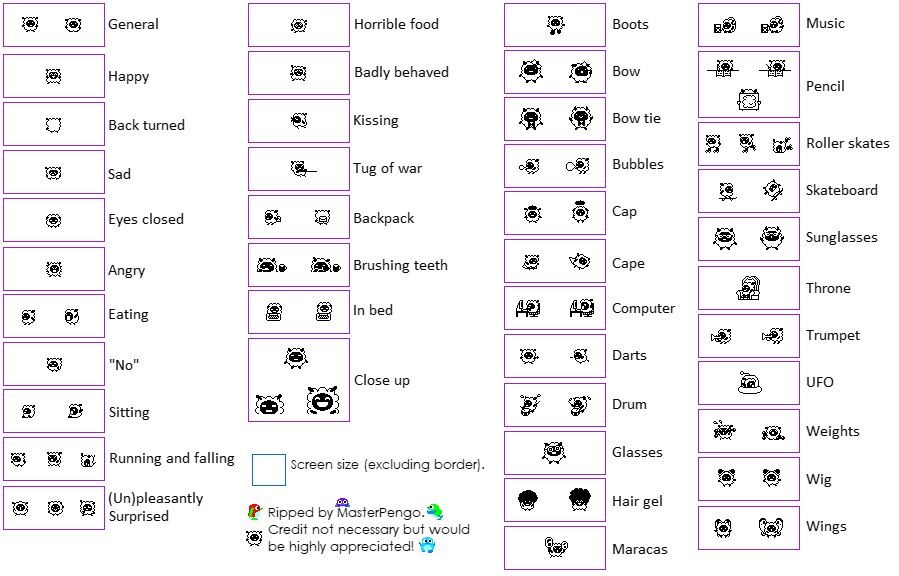 General
Happy
Back turned
Sad
Eyes closed
Angry
Eating
"No"
Sitting
Running and falling
(Un)pleasantly
Surprised
Horrible food
Badly behaved
Kissing
Tug of war
Backpack
Brushing teeth
In bed
Close up
Screen size (excluding border).
Ripped by MasterPengo.
Credit not necessary but would
be highly appreciated!
Boots
Bow
Bow tie
Bubbles
Cap
Cape
Computer
Darts
Drum
Glasses
Hair gel
Maracas
Music
Pencil
Roller skates
Skateboard
Sunglasses
Throne
Trumpet
UFO
Weights
Wig
Wings